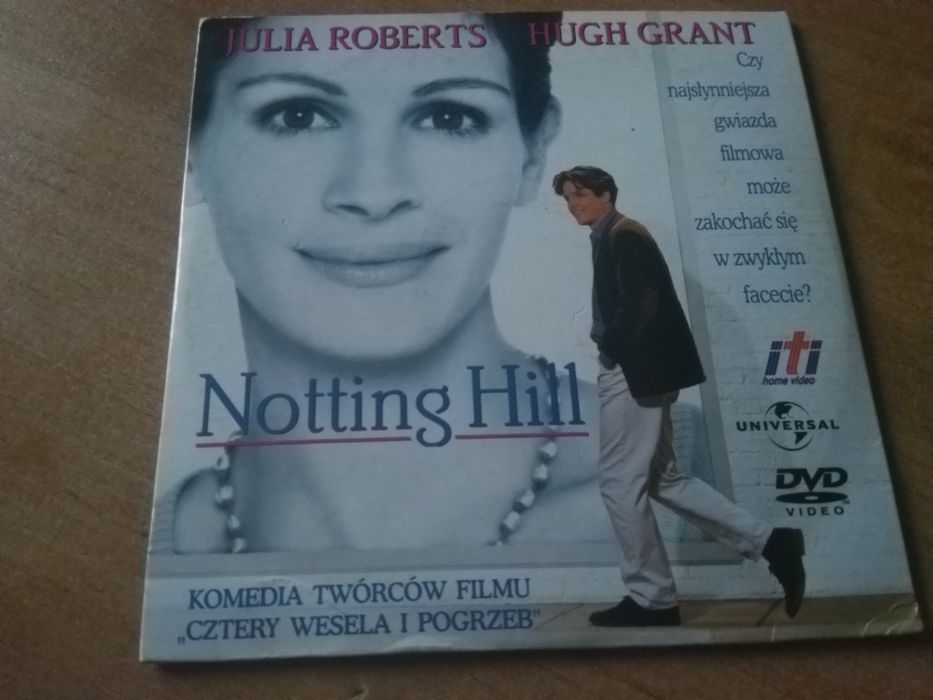 JULIA ROBERTS HUGH GRANT
Czy
najsłynniejsza
gwiazda
filmowa
może
zakochać się
w zwykłym
facecie?
iti
home video
UNIVERSAL
DVD
VIDEO
Notting Hill
KOMEDIA TWÓRCÓW FILMU
„CZTERY WESELA I POGRZEB"